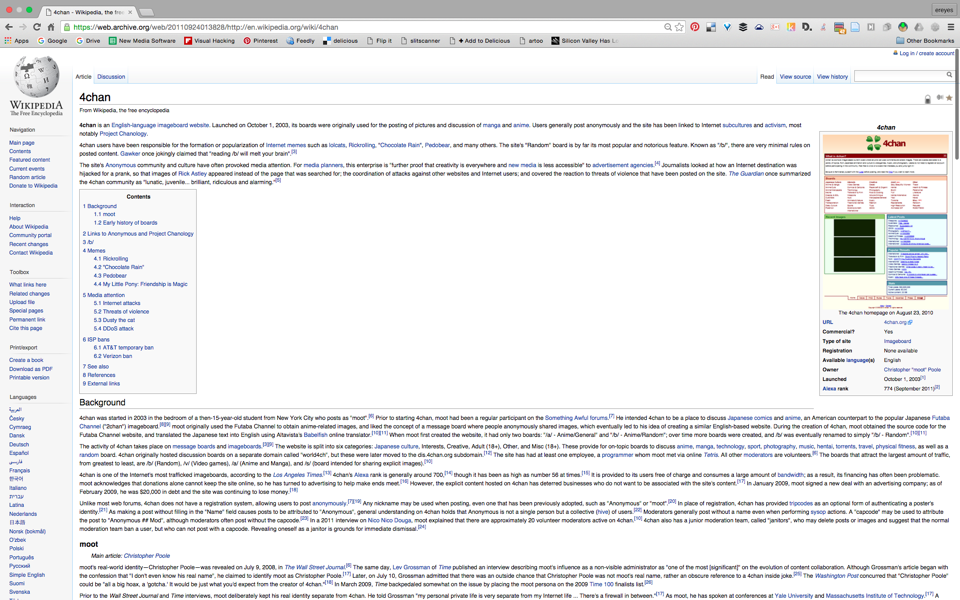 4chan - Wikipedia, the free
ereyes
https://web.archive.org/web/20110924013828/http://en.wikipedia.org/wiki/4chan
Apps Google Drive New Media Software Visual Hacking Pinterest Feedly delicious Flip it slitscanner + Add to Delicious artoo Silicon Valley Has Other Bookmarks
Log in / create account
Article Discussion Read View source View history
WIKIPEDIA
The Free Encyclopedia
Navigation
Main page
Contents
Featured content
Current events
Random article
Donate to Wikipedia
Interaction
Help
About Wikipedia
Community portal
Recent changes
Contact Wikipedia
Toolbox
What links here
Related changes
Upload file
Special pages
Permanent link
Cite this page
Print/export
Create a book
Download as PDF
Printable version
Languages
العربية
Česky
Cymraeg
Dansk
Deutsch
Español
فارسی
Français
한국어
Italiano
עברית
Latina
Nederlands
日本語
Norsk (bokmål)
O'zbek
Polski
Português
Русский
Simple English
Suomi
Svenska
4chan
From Wikipedia, the free encyclopedia
4chan is an English-language imageboard website. Launched on October 1, 2003, its boards were originally used for the posting of pictures and discussion of manga and anime. Users generally post anonymously and the site has been linked to Internet subcultures and activism, most
notably Project Chanology.
4chan users have been responsible for the formation or popularization of Internet memes such as lolcats, Rickrolling, "Chocolate Rain", Pedobear, and many others. The site's "Random" board is by far its most popular and notorious feature. Known as "/b/", there are very minimal rules on
posted content. Gawker once jokingly claimed that "reading /b/ will melt your brain".[3]
The site's Anonymous community and culture have often provoked media attention. For media planners, this enterprise is "further proof that creativity is everywhere and new media is less accessible" to advertisement agencies.[4] Journalists looked at how an Internet destination was
hijacked for a prank, so that images of Rick Astley appeared instead of the page that was searched for; the coordination of attacks against other websites and Internet users; and covered the reaction to threats of violence that have been posted on the site. The Guardian once summarized
the 4chan community as "lunatic, juvenile... brilliant, ridiculous and alarming."[5]
Contents
1 Background
1.1 moot
1.2 Early history of boards
2 Links to Anonymous and Project Chanology
3 /b/
4 Memes
4.1 Rickrolling
4.2 "Chocolate Rain"
4.3 Pedobear
4.4 My Little Pony: Friendship is Magic
5 Media attention
5.1 Internet attacks
5.2 Threats of violence
5.3 Dusty the cat
5.4 DDoS attack
6 ISP bans
6.1 AT&T temporary ban
6.2 Verizon ban
7 See also
8 References
9 External links
4chan
4chan
The 4chan homepage on August 23, 2010
URL 4chan.org
Commercial? Yes
Type of site Imageboard
Registration None available
Available language(s) English
Owner Christopher "moot" Poole
Launched October 1, 2003[1]
Alexa rank 774 (September 2011)[2]
Background
4chan was started in 2003 in the bedroom of a then-15-year-old student from New York City who posts as "moot".[6] Prior to starting 4chan, moot had been a regular participant on the Something Awful forums.[7] He intended 4chan to be a place to discuss Japanese comics and anime, an American counterpart to the popular Japanese Futaba
Channel ("2chan") imageboard.[8][9] moot originally used the Futaba Channel to obtain anime-related images, and liked the concept of a message board where people anonymously shared images, which eventually led to his idea of creating a similar English-based website. During the creation of 4chan, moot obtained the source code for the
Futaba Channel website, and translated the Japanese text into English using Altavista's Babelfish online translator.[10][11] When moot first created the website, it had only two boards: "/a/ - Anime/General" and "/b/ - Anime/Random"; over time more boards were created, and /b/ was eventually renamed to simply "/b/ - Random".[10][11]
The activity of 4chan takes place on message boards and imageboards.[3][9] The website is split into six categories: Japanese culture, Interests, Creative, Adult (18+), Other, and Misc (18+). These provide for on-topic boards to discuss anime, manga, technology, sport, photography, music, hentai, torrents, travel, physical fitness, as well as a
random board. 4chan originally hosted discussion boards on a separate domain called "world4ch", but these were later moved to the dis.4chan.org subdomain.[12] The site has had at least one employee, a programmer whom moot met via online Tetris. All other moderators are volunteers.[8] The boards that attract the largest amount of traffic,
from greatest to least, are /b/ (Random), /v/ (Video games), /a/ (Anime and Manga), and /s/ (board intended for sharing explicit images).[10]
4chan is one of the Internet's most trafficked imageboards, according to the Los Angeles Times.[13] 4chan's Alexa rank is generally around 700,[14] though it has been as high as number 56 at times.[15] It is provided to its users free of charge and consumes a large amount of bandwidth; as a result, its financing has often been problematic.
moot acknowledges that donations alone cannot keep the site online, so he has turned to advertising to help make ends meet.[16] However, the explicit content hosted on 4chan has deterred businesses who do not want to be associated with the site's content.[17] In January 2009, moot signed a new deal with an advertising company; as of
February 2009, he was $20,000 in debt and the site was continuing to lose money.[18]
Unlike most web forums, 4chan does not have a registration system, allowing users to post anonymously.[7][19] Any nickname may be used when posting, even one that has been previously adopted, such as "Anonymous" or "moot".[20] In place of registration, 4chan has provided tripcodes as an optional form of authenticating a poster's
identity.[21] As making a post without filling in the "Name" field causes posts to be attributed to "Anonymous", general understanding on 4chan holds that Anonymous is not a single person but a collective (hive) of users.[22] Moderators generally post without a name even when performing sysop actions. A "capcode" may be used to attribute
the post to "Anonymous ## Mod", although moderators often post without the capcode.[23] In a 2011 interview on Nico Nico Douga, moot explained that there are approximately 20 volunteer moderators active on 4chan.[10] 4chan also has a junior moderation team, called "janitors", who may delete posts or images and suggest that the normal
moderation team ban a user, but who can not post with a capcode. Revealing oneself as a janitor is grounds for immediate dismissal.[24]
moot
Main article: Christopher Poole
moot's real-world identity—Christopher Poole—was revealed on July 9, 2008, in The Wall Street Journal.[6] The same day, Lev Grossman of Time published an interview describing moot's influence as a non-visible administrator as "one of the most [significant]" on the evolution of content collaboration. Although Grossman's article began with
the confession that "I don't even know his real name", he claimed to identify moot as Christopher Poole.[17] Later, on July 10, Grossman admitted that there was an outside chance that Christopher Poole was not moot's real name, rather an obscure reference to a 4chan inside joke.[25] The Washington Post concurred that "Christopher Poole"
could be "all a big hoax, a 'gotcha.' It would be just what you'd expect from the creator of 4chan."[16] In March 2009, Time backpedaled somewhat on the issue by placing the moot persona on the 2009 Time 100 finalists list.[26]
Prior to the Wall Street Journal and Time interviews, moot deliberately kept his real identity separate from 4chan. He told Grossman "my personal private life is very separate from my Internet life ... There's a firewall in between."[17] As moot, he has spoken at conferences at Yale University and Massachusetts Institute of Technology.[17] A